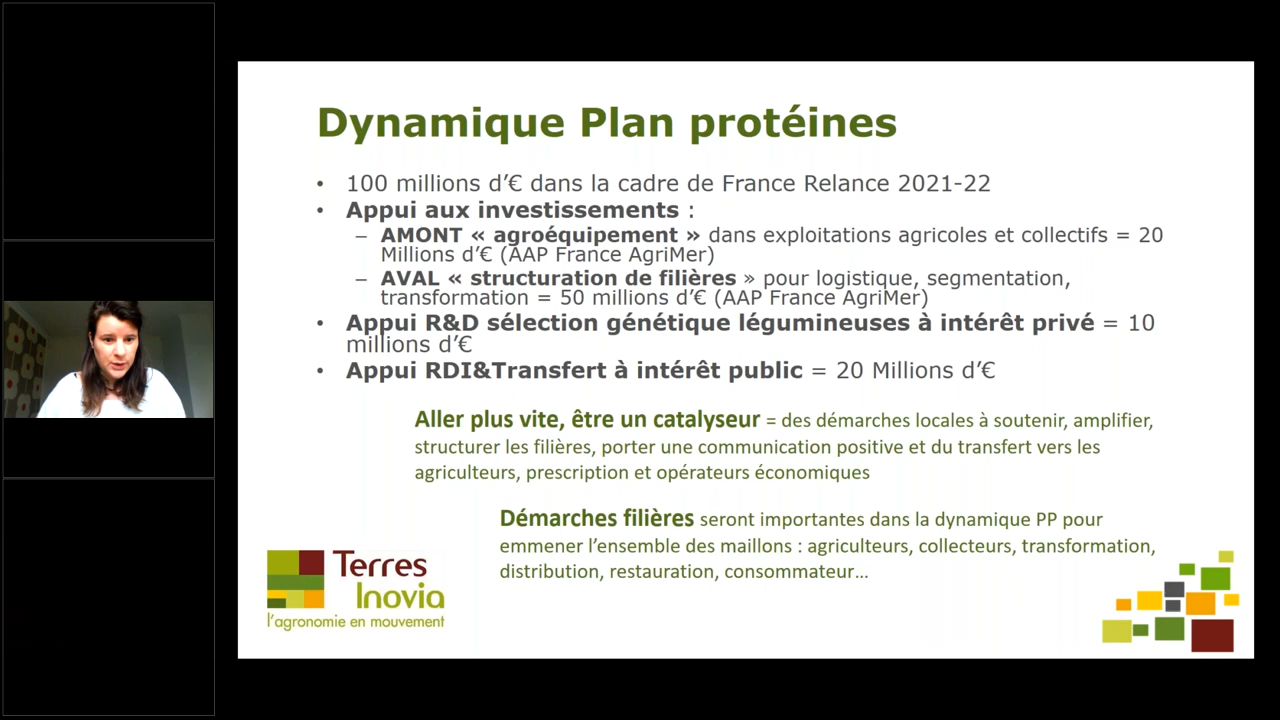 Dynamique Plan protéines
• 100 millions d’€ dans la cadre de France Relance 2021-22
• Appui aux investissements :
– AMONT « agroéquipement » dans exploitations agricoles et collectifs = 20
Millions d’€ (AAP France AgriMer)
– AVAL « structuration de filières » pour logistique, segmentation,
transformation = 50 millions d’€ (AAP France AgriMer)
• Appui R&D sélection génétique légumineuses à intérêt privé = 10
millions d’€
• Appui RDI&Transfert à intérêt public = 20 Millions d’€
Aller plus vite, être un catalyseur = des démarches locales à soutenir, amplifier,
structurer les filières, porter une communication positive et du transfert vers les
agriculteurs, prescription et opérateurs économiques
Démarches filières seront importantes dans la dynamique PP pour
emmener l’ensemble des maillons : agriculteurs, collecteurs, transformation,
distribution, restauration, consommateur…
Terres
Inovia
l’agronomie en mouvement